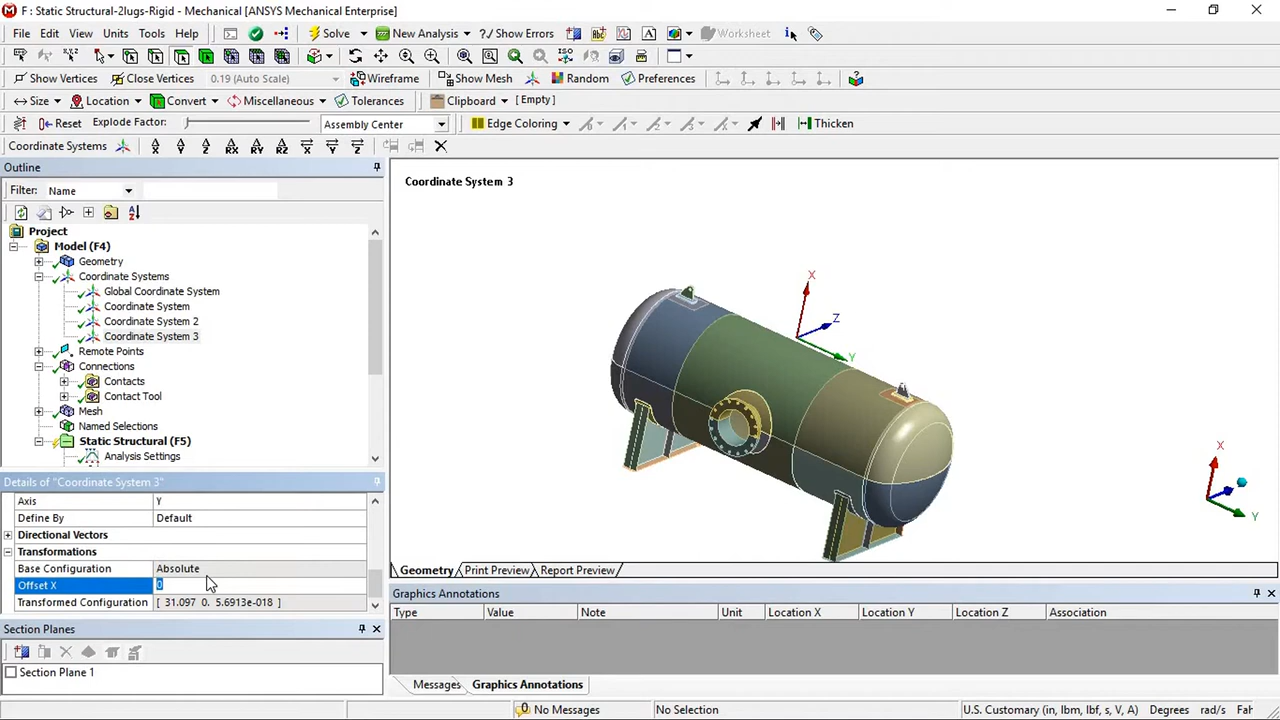 F : Static Structural-2lugs-Rigid - Mechanical [ANSYS Mechanical Enterprise]
File Edit View Units Tools Help Solve New Analysis ?/ Show Errors Worksheet
Show Vertices Close Vertices 0.19 (Auto Scale) Wireframe Show Mesh Random Preferences
Size Location Convert Miscellaneous Tolerances Clipboard [ Empty ]
Reset Explode Factor: Assembly Center Edge Coloring Thicken
Coordinate Systems X Y Z RX RY RZ X Y Z
Outline
Filter: Name
Project
Model (F4)
Geometry
Coordinate Systems
Global Coordinate System
Coordinate System
Coordinate System 2
Coordinate System 3
Remote Points
Connections
Contacts
Contact Tool
Mesh
Named Selections
Static Structural (F5)
Analysis Settings
Details of "Coordinate System 3"
Axis Y
Define By Default
Directional Vectors
Transformations
Base Configuration Absolute
Offset X 0
Transformed Configuration [ 31.097 0. 5.6913e-018 ]
Section Planes
Section Plane 1
Coordinate System 3
X
Z
Y
X
Y
Geometry Print Preview Report Preview
Graphics Annotations
Type Value Note Unit Location X Location Y Location Z Association
Messages Graphics Annotations
No Messages No Selection U.S. Customary (in, lbm, lbf, s, V, A) Degrees rad/s Fah